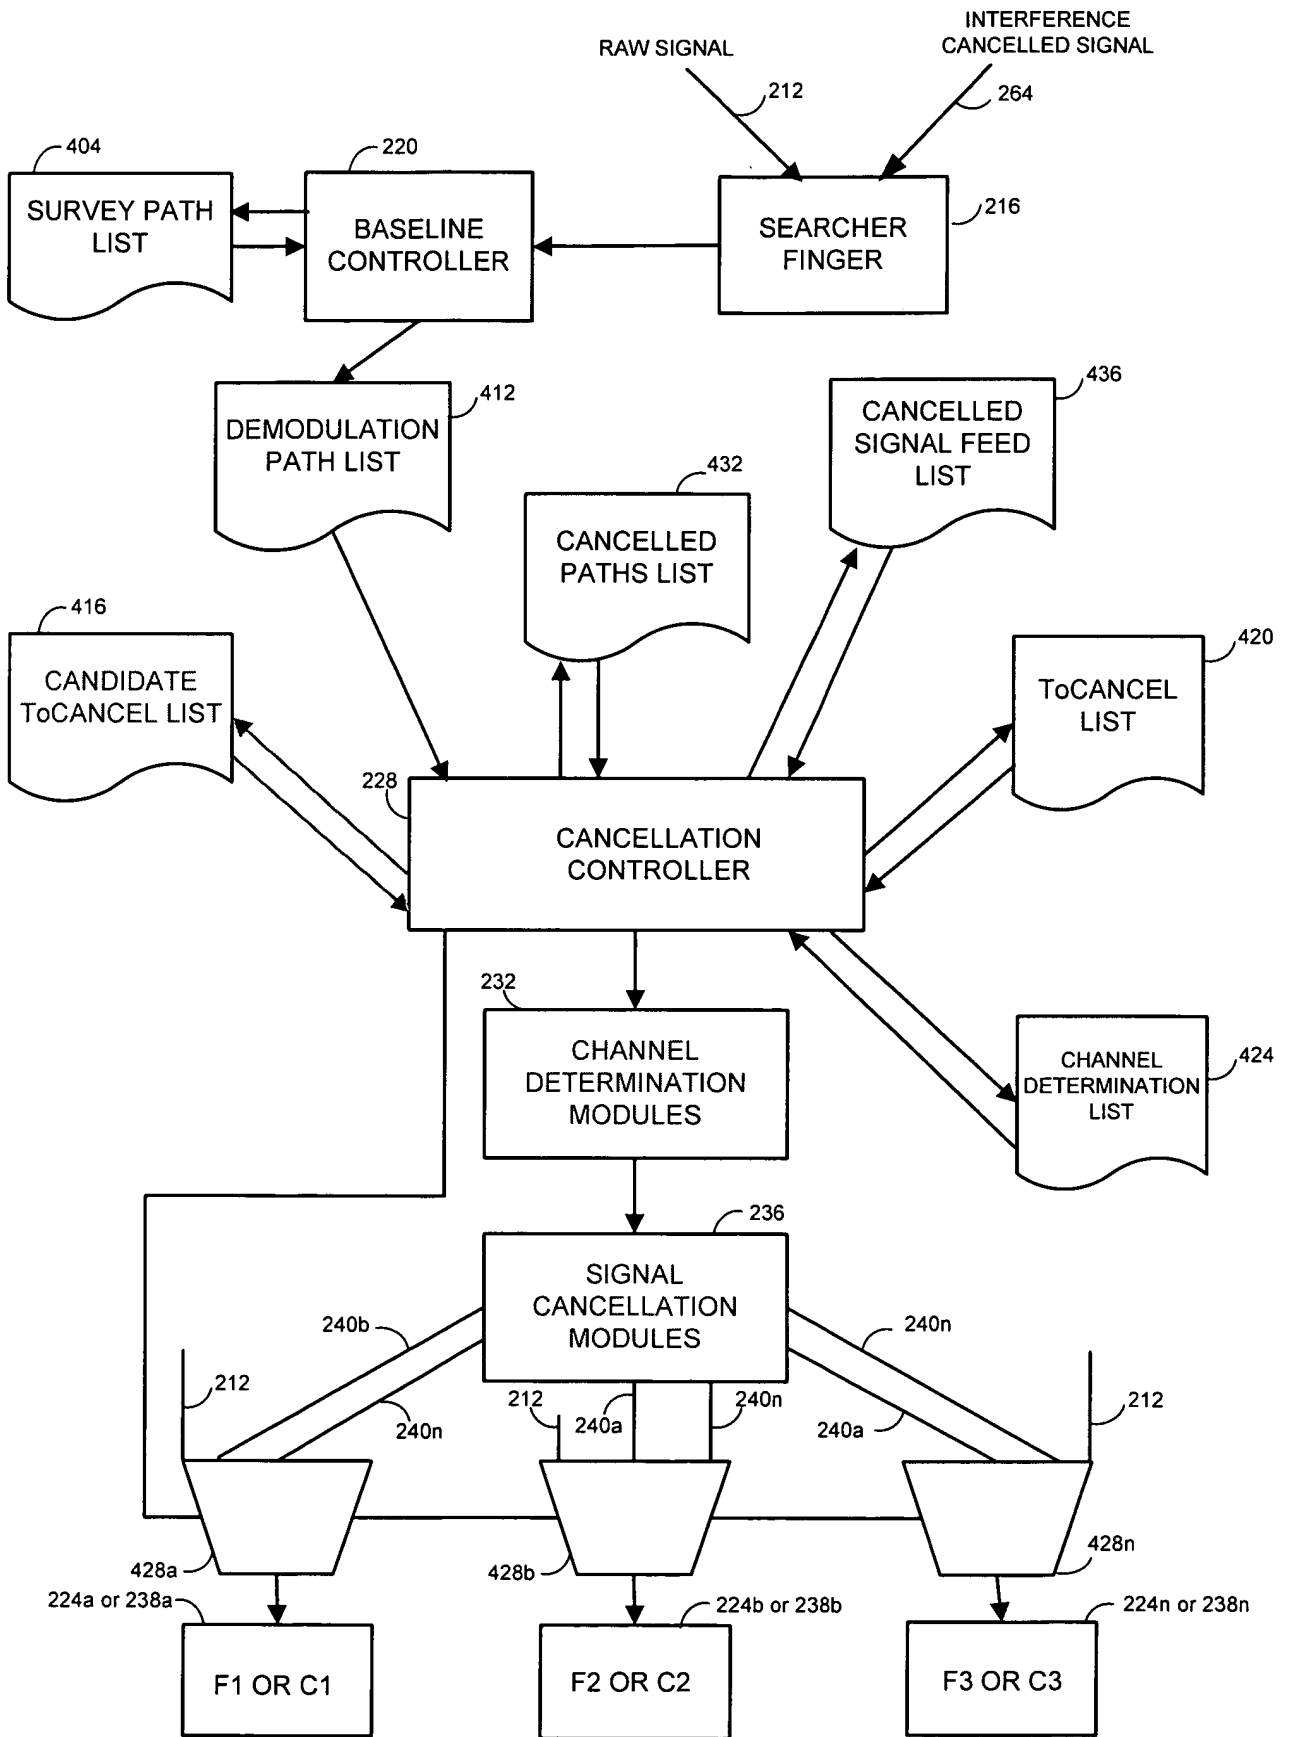 RAW SIGNAL
INTERFERENCE
CANCELLED SIGNAL
212
264
404
220
216
SURVEY PATH
LIST
BASELINE
CONTROLLER
SEARCHER
FINGER
412
436
DEMODULATION
PATH LIST
CANCELLED
SIGNAL FEED
LIST
432
CANCELLED
PATHS LIST
416
420
CANDIDATE
ToCANCEL LIST
ToCANCEL
LIST
228
CANCELLATION
CONTROLLER
232
CHANNEL
DETERMINATION
MODULES
424
CHANNEL
DETERMINATION
LIST
236
SIGNAL
CANCELLATION
MODULES
240b
240n
212
240n
212
240a
240n
240a
212
428a
428b
428n
224a or 238a
224b or 238b
224n or 238n
F1 OR C1
F2 OR C2
F3 OR C3